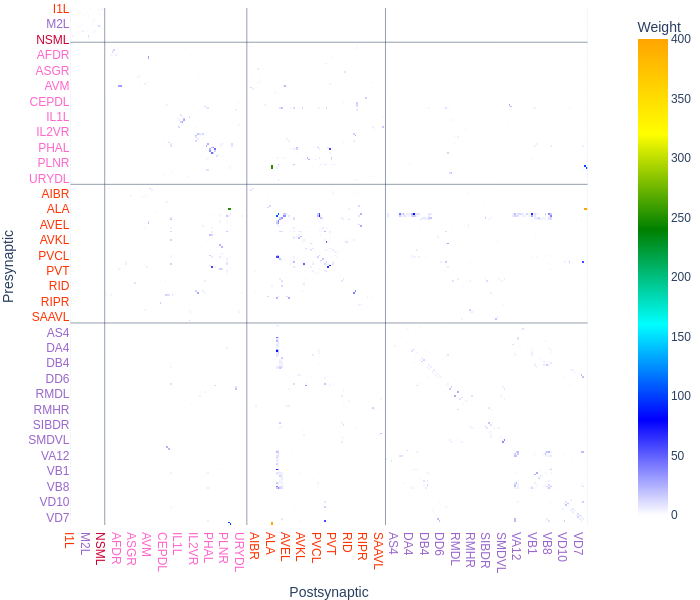 Weight
400
350
300
250
200
150
100
50
0
Presynaptic
I1L
M2L
NSML
AFDR
ASGR
AVM
CEPDL
IL1L
IL2VR
PHAL
PLNR
URYDL
AIBR
ALA
AVEL
AVKL
PVCL
PVT
RID
RIPR
SAAVL
AS4
DA4
DB4
DD6
RMDL
RMHR
SIBDR
SMDVL
VA12
VB1
VB8
VD10
VD7
I1L
M2L
NSML
AFDR
ASGR
AVM
CEPDL
IL1L
IL2VR
PHAL
PLNR
URYDL
AIBR
ALA
AVEL
AVKL
PVCL
PVT
RID
RIPR
SAAVL
AS4
DA4
DB4
DD6
RMDL
RMHR
SIBDR
SMDVL
VA12
VB1
VB8
VD10
VD7
Postsynaptic